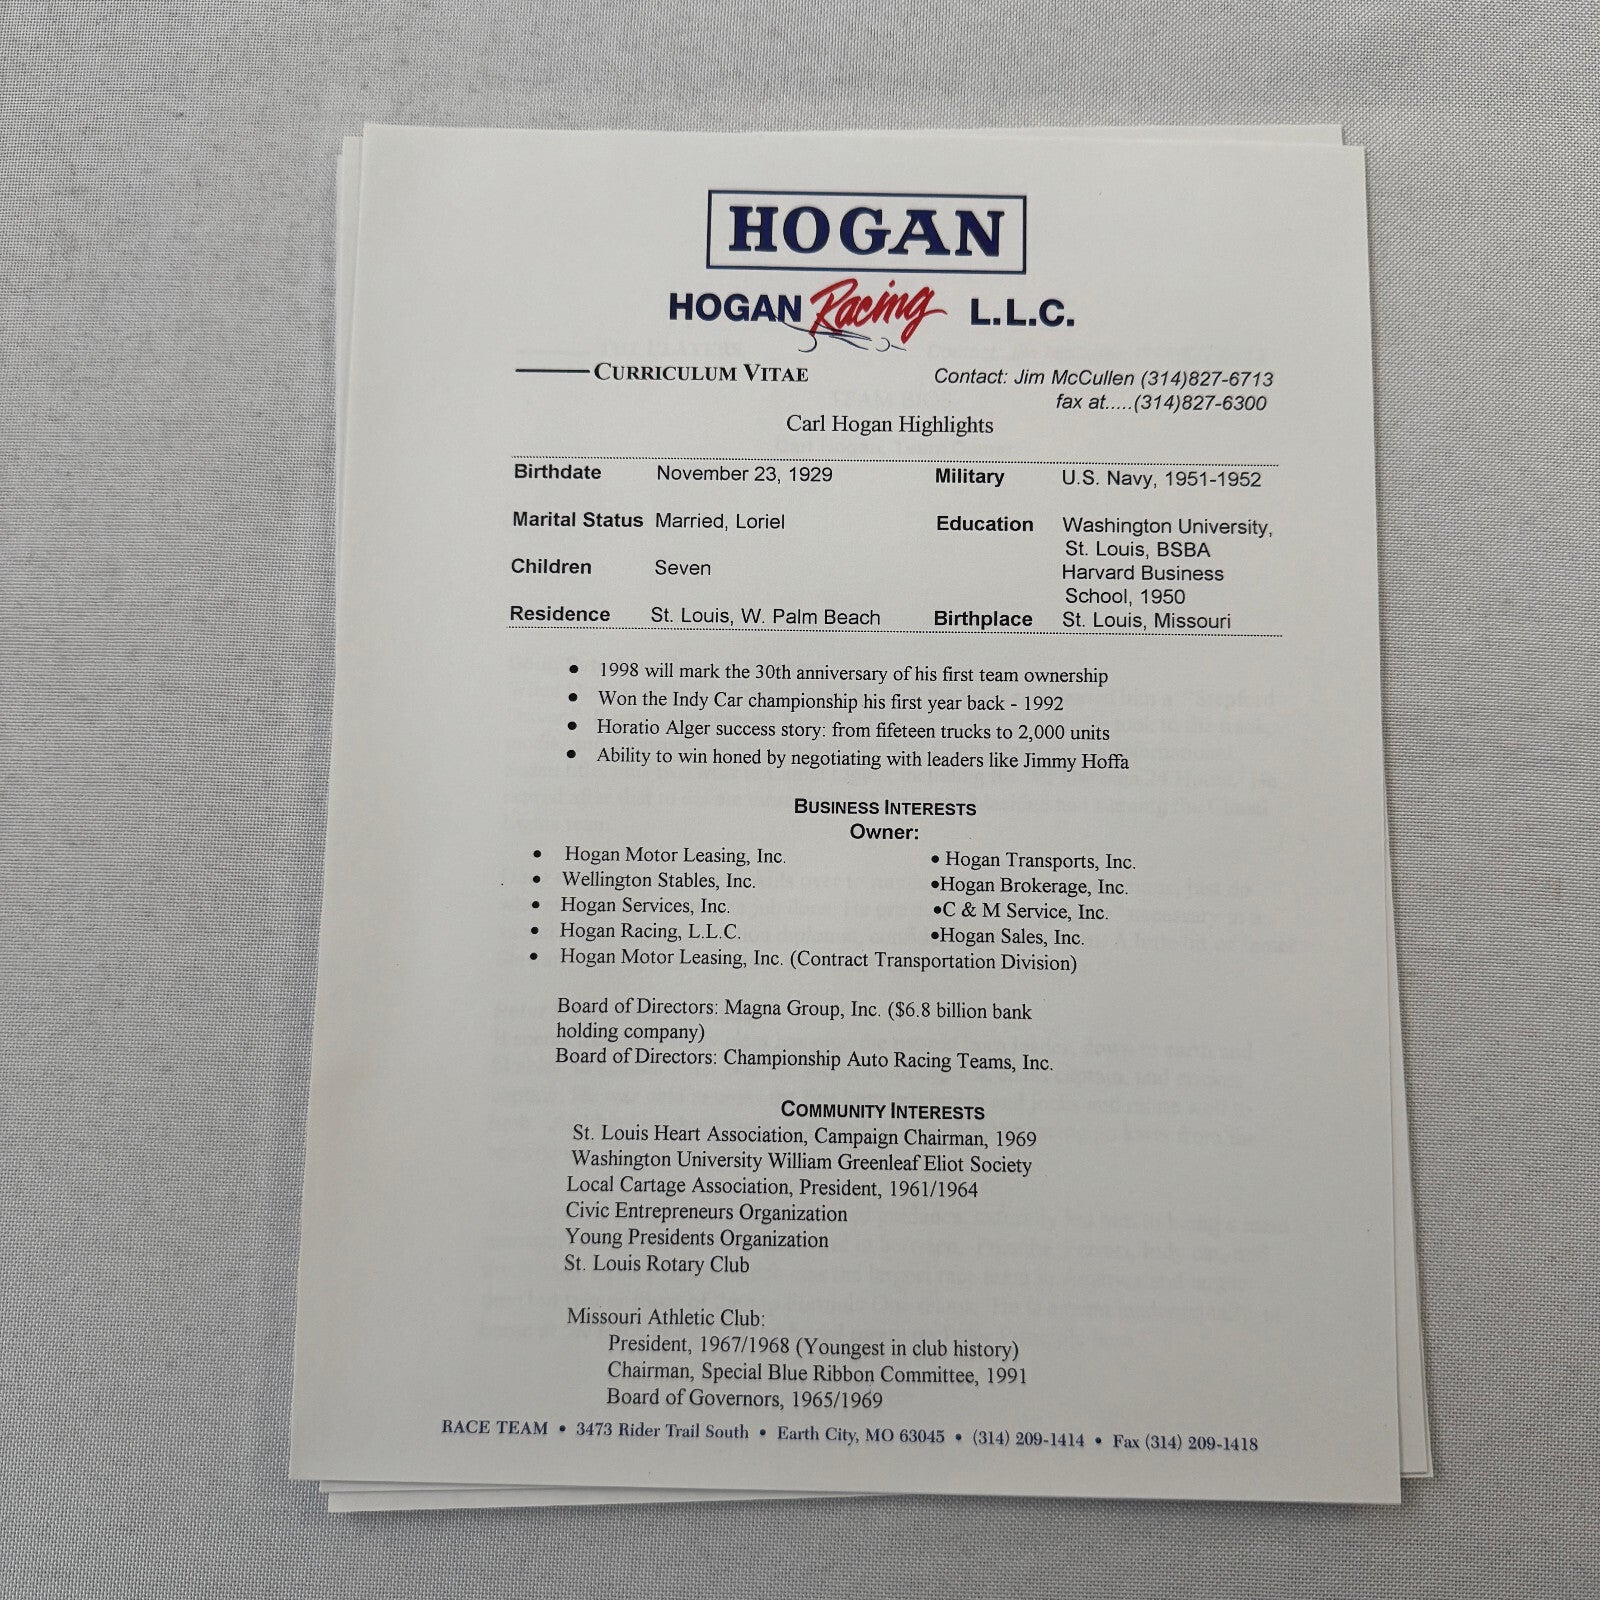 HOGAN
HOGAN Racing L.L.C.
CURRICULUM VITAE
Contact: Jim McCullen (314)827-6713
fax at.....(314)827-6300
Carl Hogan Highlights
Birthdate November 23, 1929 Military U.S. Navy, 1951-1952
Marital Status Married, Loriel Education Washington University,
St. Louis, BSBA
Children Seven Harvard Business
School, 1950
Residence St. Louis, W. Palm Beach Birthplace St. Louis, Missouri
• 1998 will mark the 30th anniversary of his first team ownership
• Won the Indy Car championship his first year back - 1992
• Horatio Alger success story: from fifeteen trucks to 2,000 units
• Ability to win honed by negotiating with leaders like Jimmy Hoffa
BUSINESS INTERESTS
Owner:
• Hogan Motor Leasing, Inc. • Hogan Transports, Inc.
• Wellington Stables, Inc. •Hogan Brokerage, Inc.
• Hogan Services, Inc. •C & M Service, Inc.
• Hogan Racing, L.L.C. •Hogan Sales, Inc.
• Hogan Motor Leasing, Inc. (Contract Transportation Division)
Board of Directors: Magna Group, Inc. ($6.8 billion bank
holding company)
Board of Directors: Championship Auto Racing Teams, Inc.
COMMUNITY INTERESTS
St. Louis Heart Association, Campaign Chairman, 1969
Washington University William Greenleaf Eliot Society
Local Cartage Association, President, 1961/1964
Civic Entrepreneurs Organization
Young Presidents Organization
St. Louis Rotary Club
Missouri Athletic Club:
President, 1967/1968 (Youngest in club history)
Chairman, Special Blue Ribbon Committee, 1991
Board of Governors, 1965/1969
RACE TEAM • 3473 Rider Trail South • Earth City, MO 63045 • (314) 209-1414 • Fax (314) 209-1418